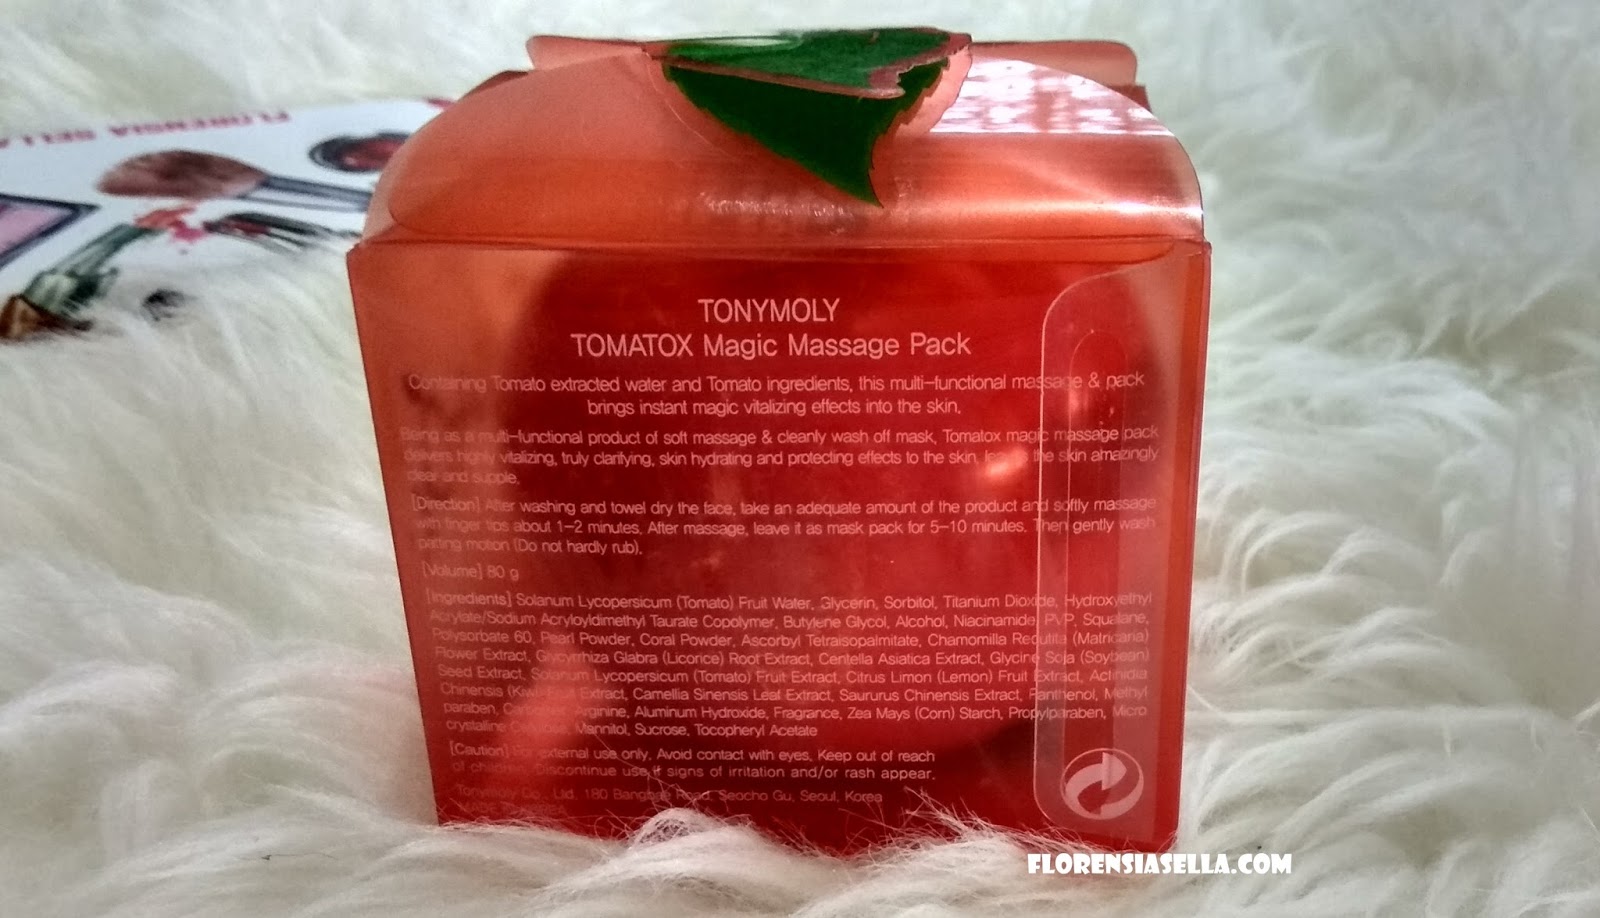 FLORENSIA SELLA
TONYMOLY
TOMATOX Magic Massage Pack
Containing Tomato extracted water and Tomato ingredients, this multi-functional massage & pack
brings instant magic vitalizing effects into the skin.
Being as a multi-functional product of soft massage & cleanly wash off mask, Tomatox magic massage pack
delivers highly vitalizing, truly clarifying, skin hydrating and protecting effects to the skin, the skin amazingly
clear and supple.
[Direction] After washing and towel dry the face, take an adequate amount of the product and softly massage
with finger tips about 1-2 minutes. After massage, leave it as mask pack for 5-10 minutes. Then gently wash
patting motion (Do not hardly rub).
[Volume] 80 g
[Ingredients] Solanum Lycopersicum (Tomato) Fruit Water, Glycerin, Sorbitol, Titanium Dioxide, Hydroxyethyl
Acrylate/Sodium Acryloyldimethyl Taurate Copolymer, Butylene Glycol, Alcohol, Niacinamide, PVP, Squalane,
Polysorbate 60, Pearl Powder, Coral Powder, Ascorbyl Tetraisopalmitate, Chamomilla Recutita (Matricaria)
Flower Extract, Glycyrrhiza Glabra (Licorice) Root Extract, Centella Asiatica Extract, Glycine Soja (Soybean)
Seed Extract, Solanum Lycopersicum (Tomato) Fruit Extract, Citrus Limon (Lemon) Fruit Extract, Actinidia
Chinensis (Kiwi) Fruit Extract, Camellia Sinensis Leaf Extract, Saururus Chinensis Extract, Panthenol, Methyl
paraben, Carbomer, Arginine, Aluminum Hydroxide, Fragrance, Zea Mays (Corn) Starch, Propylparaben, Micro
crystalline Cellulose, Mannitol, Sucrose, Tocopheryl Acetate
[Caution] For external use only. Avoid contact with eyes. Keep out of reach
of children. Discontinue use if signs of irritation and/or rash appear.
Tonymoly Co., Ltd. 180 Bangbae Road, Seocho Gu, Seoul, Korea
MADE IN KOREA
FLORENSIASELLA.COM